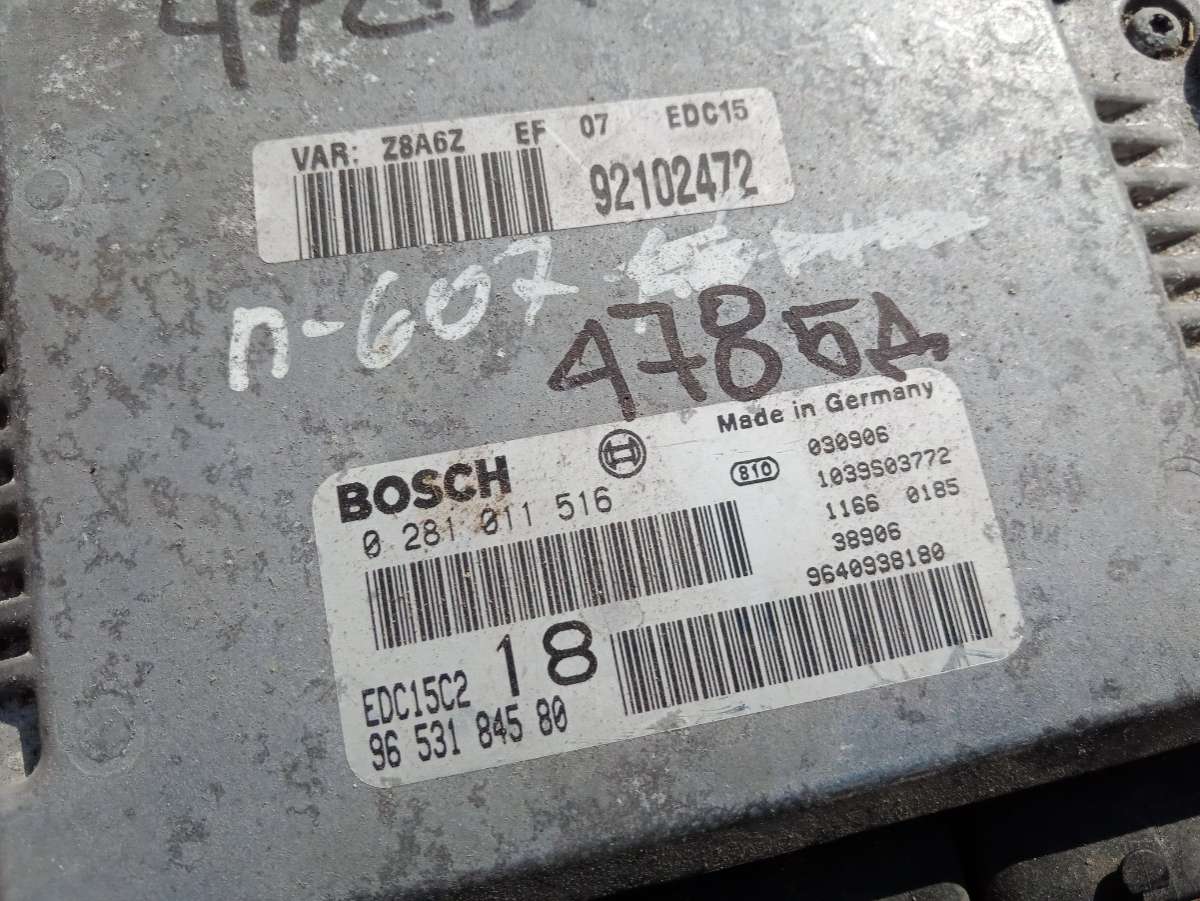 VAR: Z8A6Z EF 07 EDC15
92102472
п-607
4785A
Made in Germany
BOSCH
0 281 011 516
810
030906
1039S03772
1166 0185
38906
9640938180
18
EDC15C2
96 531 845 80